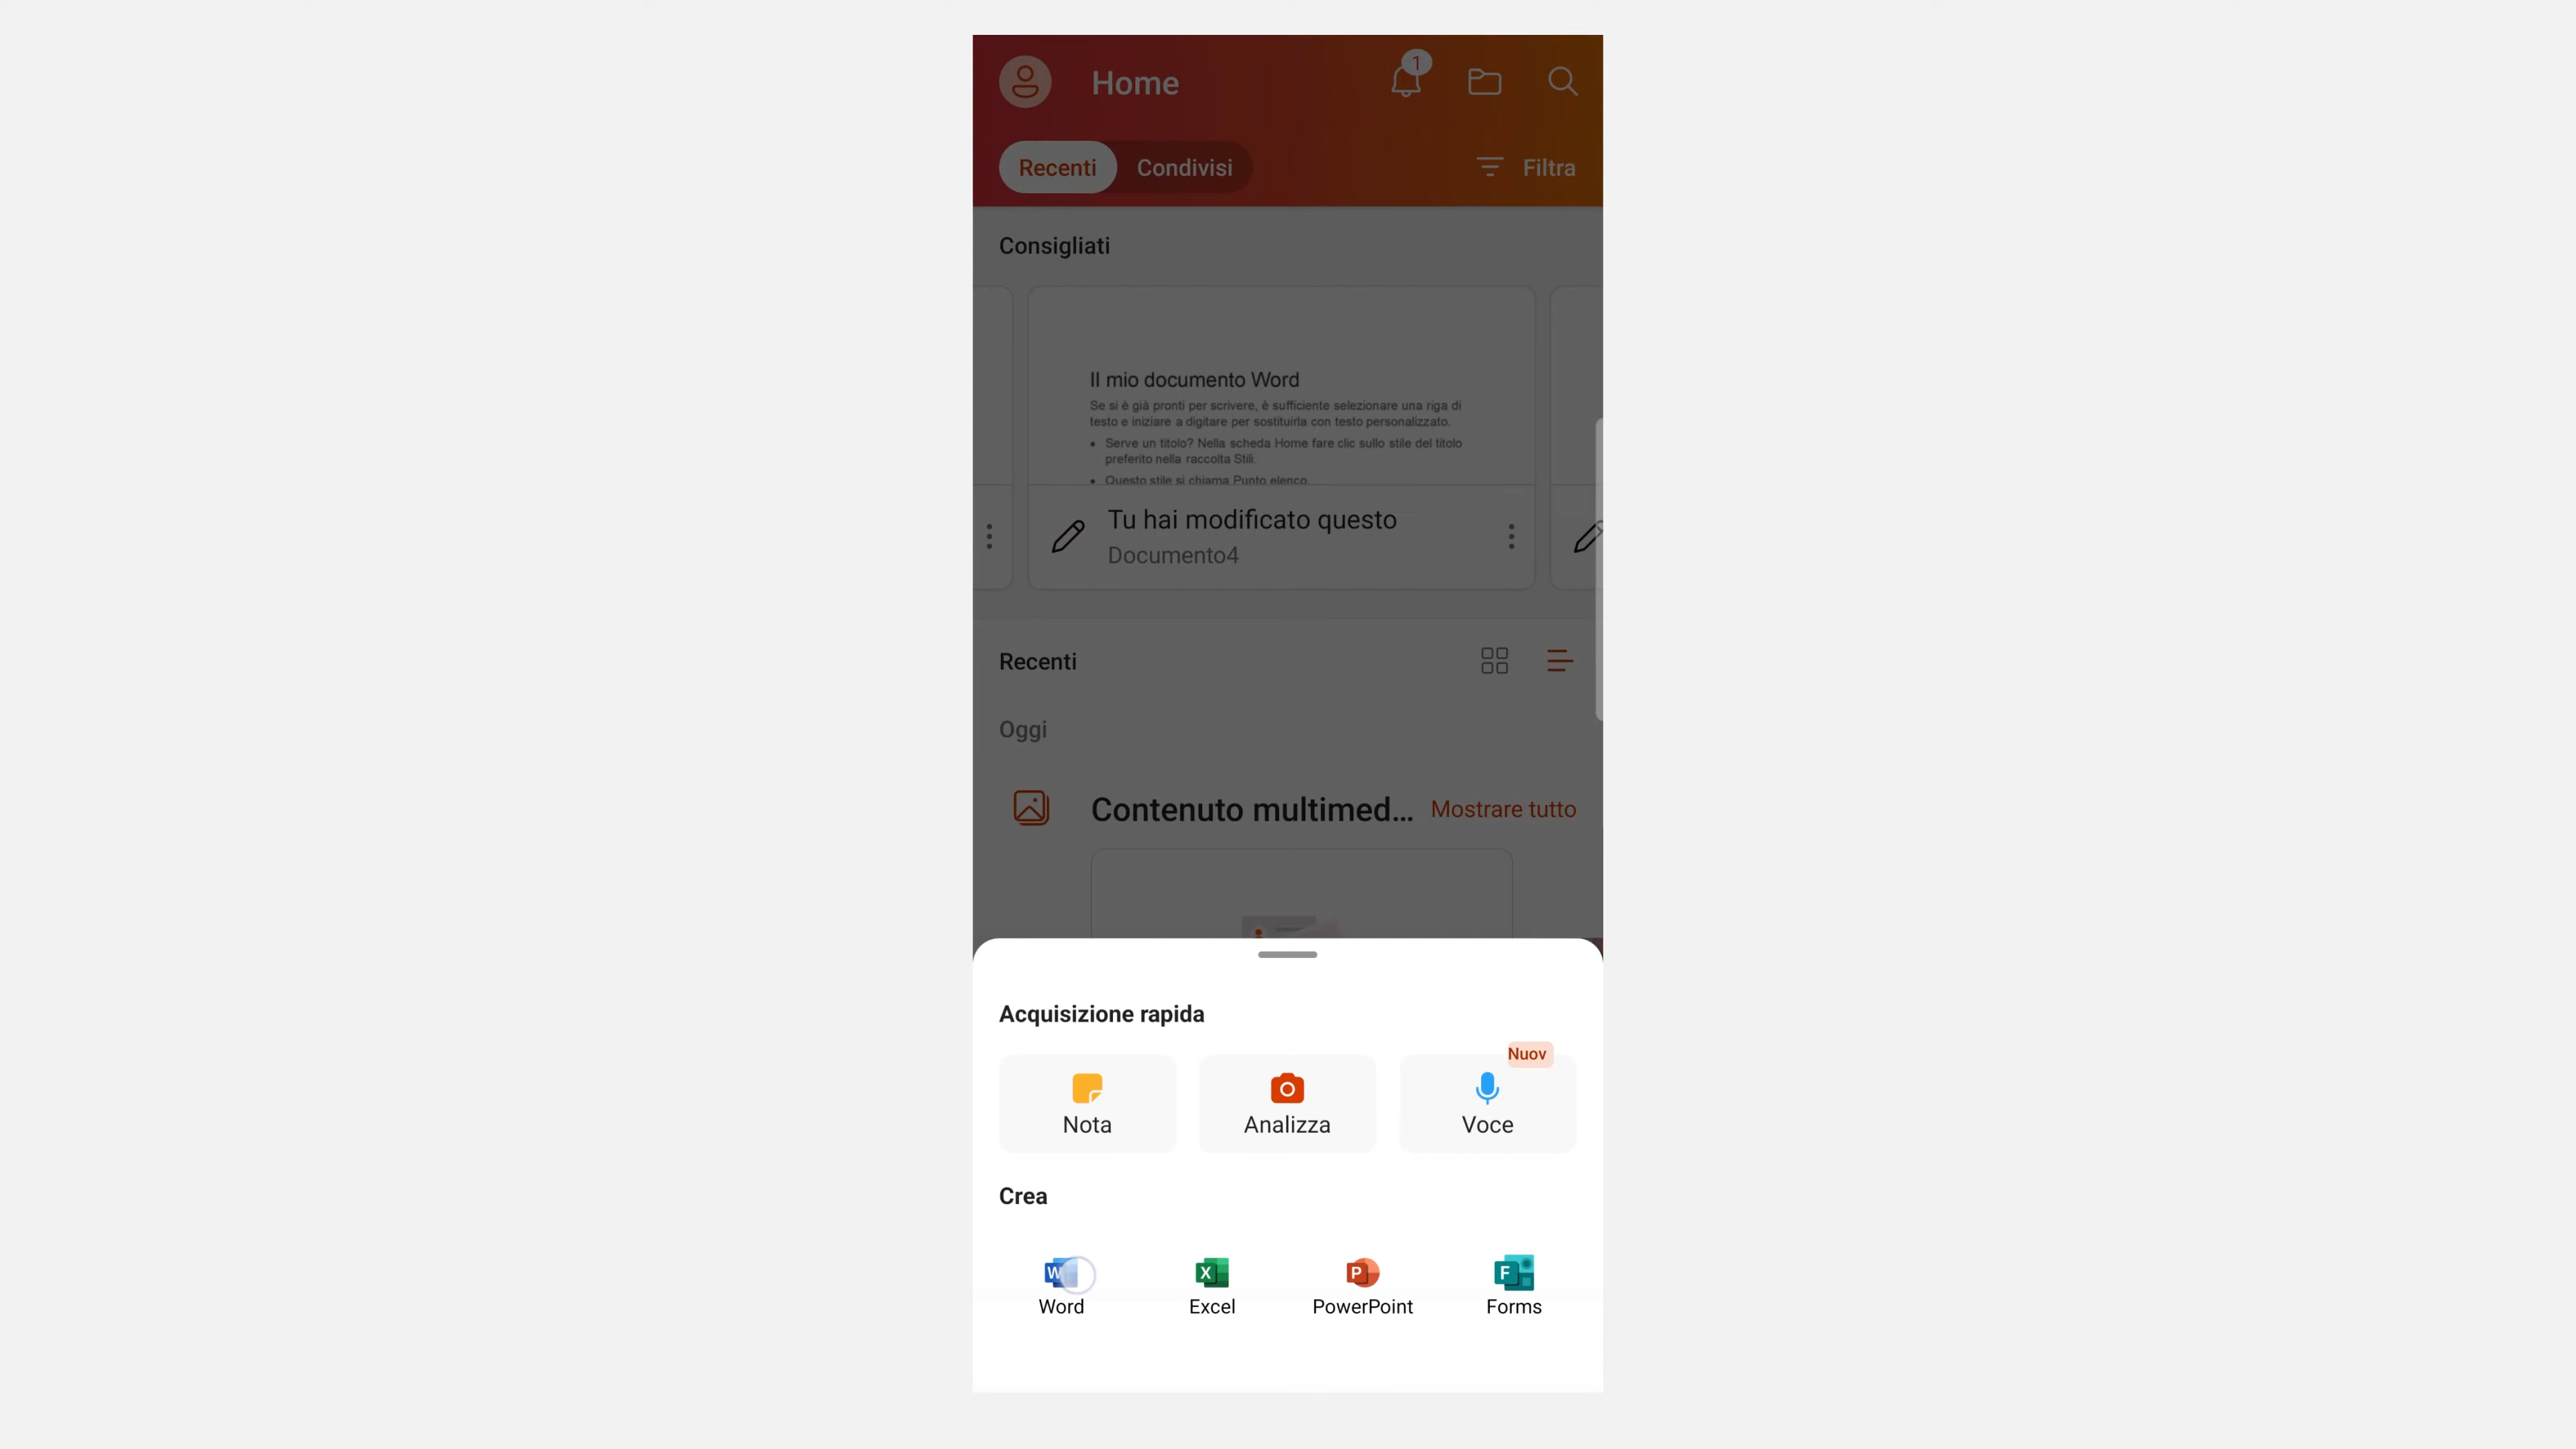 Home
1
Recenti
Condivisi
Filtra
Consigliati
Il mio documento Word
Se si è già pronti per scrivere, è sufficiente selezionare una riga di
testo e iniziare a digitare per sostituirla con testo personalizzato.
• Serve un titolo? Nella scheda Home fare clic sullo stile del titolo
preferito nella raccolta Stili.
• Questo stile si chiama Punto elenco
Tu hai modificato questo
Documento4
Recenti
Oggi
Contenuto multimed...
Mostrare tutto
Acquisizione rapida
Nuov
Nota
Analizza
Voce
Crea
Word
Excel
PowerPoint
Forms